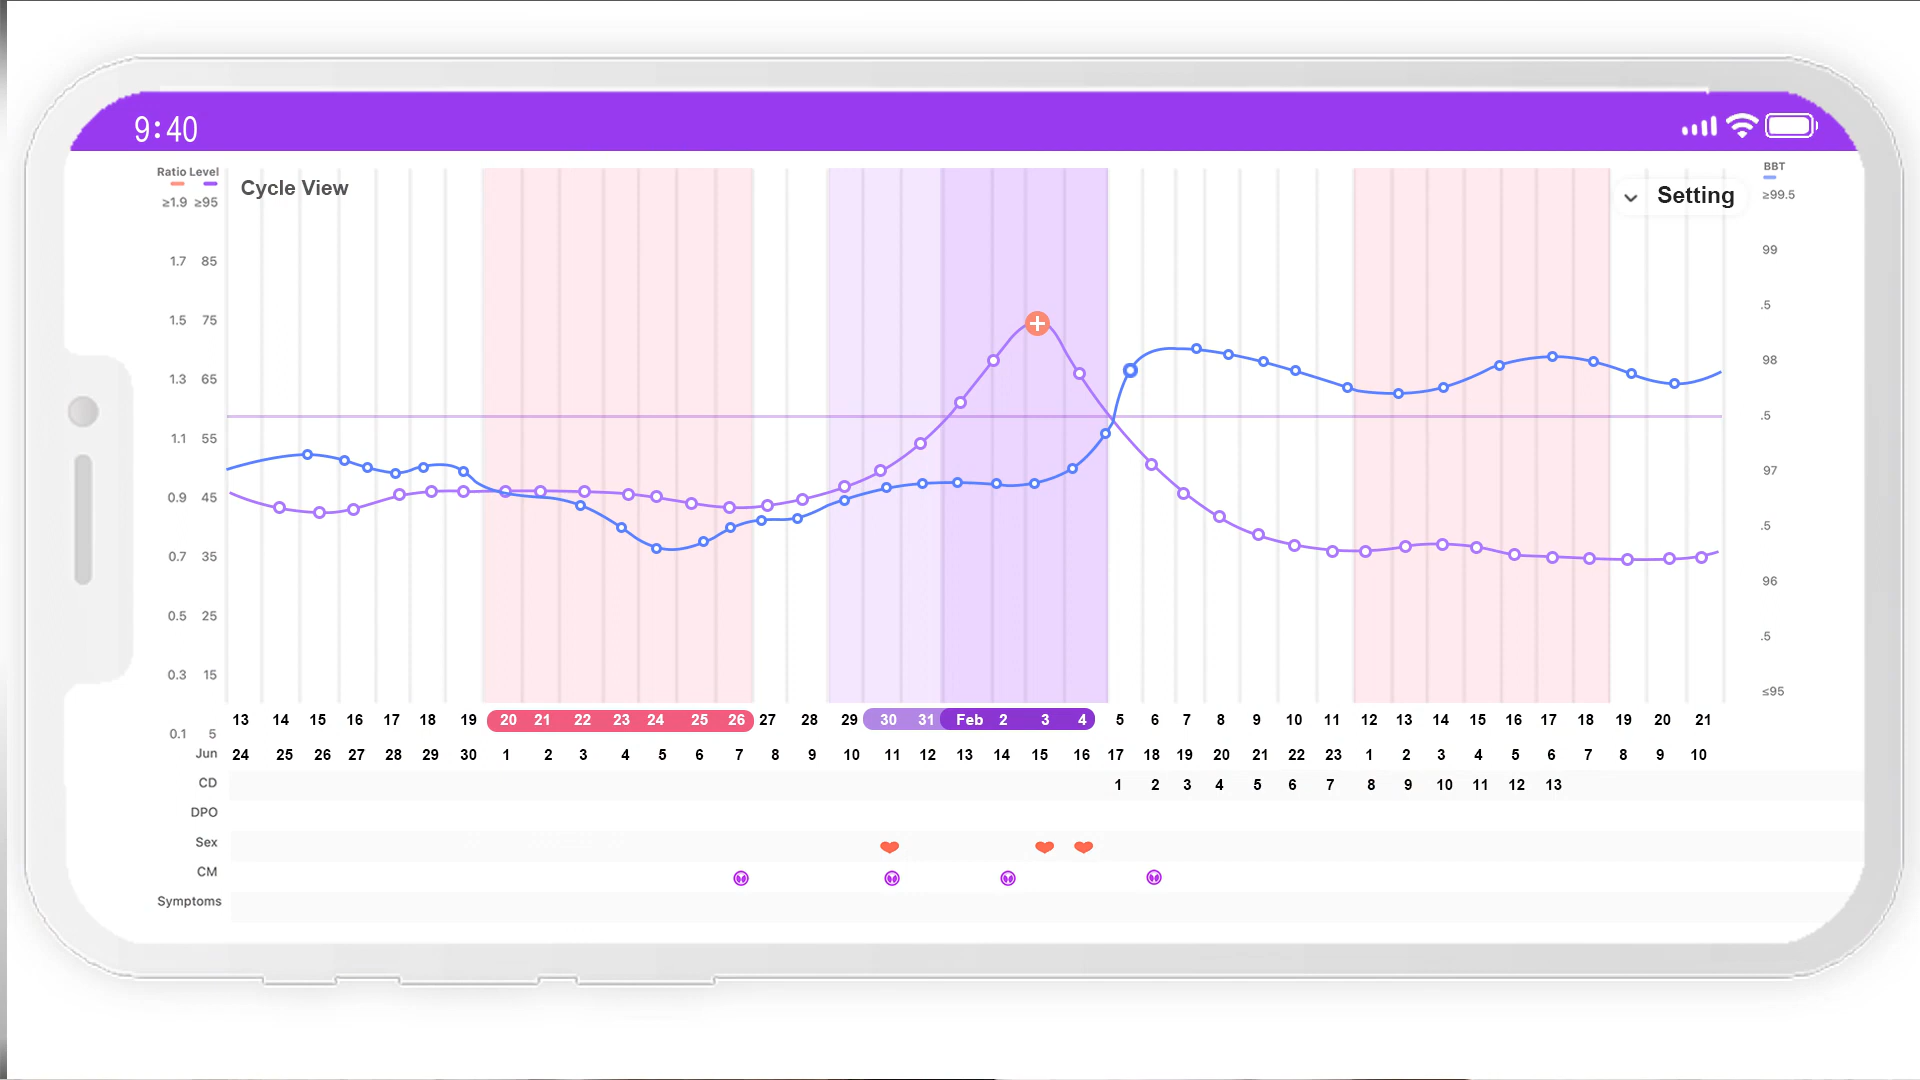 9:40
Ratio Level
BBT
Cycle View
Setting
≥1.9 ≥95
≥99.5
1.7 85
99
1.5 75
.5
1.3 65
98
1.1 55
.5
0.9 45
97
0.7 35
.5
0.5 25
96
0.3 15
.5
≤95
0.1 5
13 14 15 16 17 18 19 20 21 22 23 24 25 26 27 28 29 30 31 Feb 2 3 4 5 6 7 8 9 10 11 12 13 14 15 16 17 18 19 20 21
Jun 24 25 26 27 28 29 30 1 2 3 4 5 6 7 8 9 10 11 12 13 14 15 16 17 18 19 20 21 22 23 1 2 3 4 5 6 7 8 9 10
CD 1 2 3 4 5 6 7 8 9 10 11 12 13
DPO
Sex
CM
Symptoms